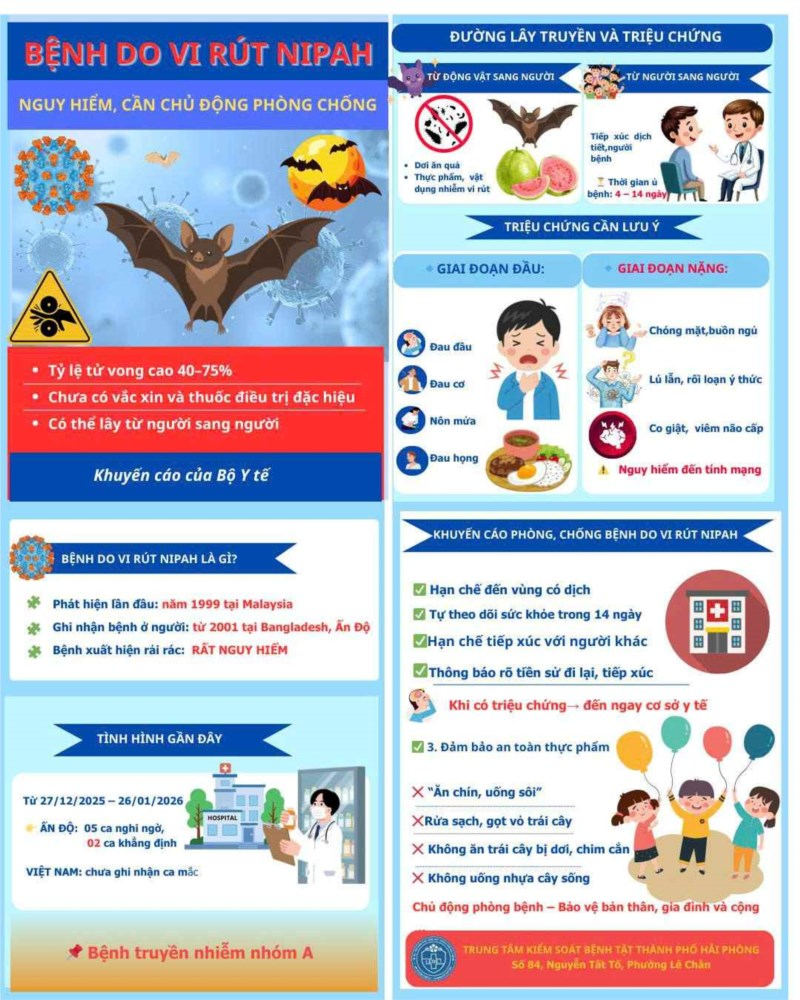 BỆNH DO VI RÚT NIPAH
NGUY HIỂM, CẦN CHỦ ĐỘNG PHÒNG CHỐNG
• Tỷ lệ tử vong cao 40–75%
• Chưa có vắc xin và thuốc điều trị đặc hiệu
• Có thể lây từ người sang người
Khuyến cáo của Bộ Y tế
ĐƯỜNG LÂY TRUYỀN VÀ TRIỆU CHỨNG
TỪ ĐỘNG VẬT SANG NGƯỜI
• Dơi ăn quả
• Thực phẩm, vật
dụng nhiễm vi rút
TỪ NGƯỜI SANG NGƯỜI
Tiếp xúc dịch
tiết,người
bệnh
⏳ Thời gian ủ
bệnh: 4 – 14 ngày
TRIỆU CHỨNG CẦN LƯU Ý
GIAI ĐOẠN ĐẦU:
Đau đầu
Đau cơ
Nôn mửa
Đau họng
GIAI ĐOẠN NẶNG:
Chóng mặt,buồn ngủ
Lú lẫn, rối loạn ý thức
Co giật, viêm não cấp
⚠ Nguy hiểm đến tính mạng
BỆNH DO VI RÚT NIPAH LÀ GÌ?
Phát hiện lần đầu: năm 1999 tại Malaysia
Ghi nhận bệnh ở người: từ 2001 tại Bangladesh, Ấn Độ
Bệnh xuất hiện rải rác: RẤT NGUY HIỂM
TÌNH HÌNH GẦN ĐÂY
Từ 27/12/2025 – 26/01/2026
ẤN ĐỘ: 05 ca nghi ngờ,
02 ca khẳng định
VIỆT NAM: chưa ghi nhận ca mắc
HOSPITAL
📌 Bệnh truyền nhiễm nhóm A
KHUYẾN CÁO PHÒNG, CHỐNG BỆNH DO VI RÚT NIPAH
✅ Hạn chế đến vùng có dịch
✅ Tự theo dõi sức khỏe trong 14 ngày
✅Hạn chế tiếp xúc với người khác
✅Thông báo rõ tiền sử đi lại, tiếp xúc
Khi có triệu chứng→ đến ngay cơ sở y tế
✅ 3. Đảm bảo an toàn thực phẩm
❌ “Ăn chín, uống sôi”
❌Rửa sạch, gọt vỏ trái cây
❌ Không ăn trái cây bị dơi, chim cắn
❌ Không uống nhựa cây sống
Chủ động phòng bệnh – Bảo vệ bản thân, gia đình và cộng
TRUNG TÂM KIỂM SOÁT BỆNH TẬT THÀNH PHỐ HẢI PHÒNG
Số 84, Nguyễn Tất Tố, Phường Lê Chân